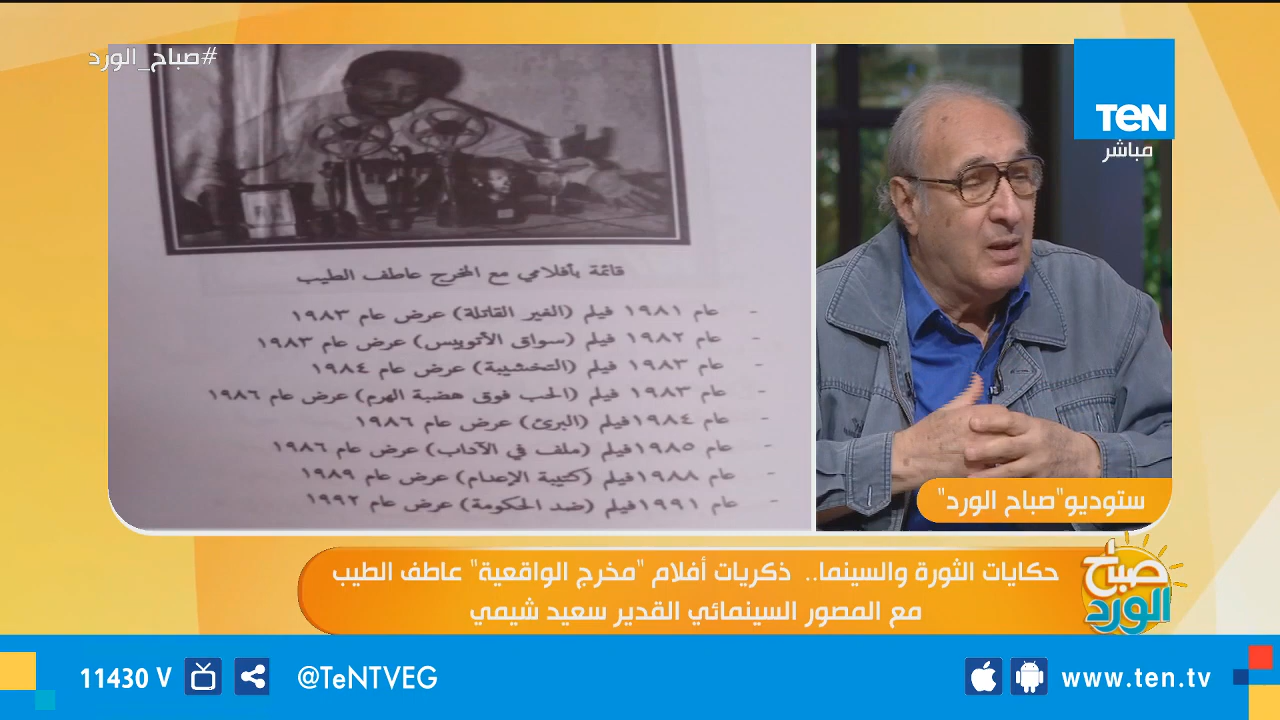 #صباح_الورد
TEN
مباشر
قائمة بأفلامي مع المخرج عاطف الطيب
- عام ١٩٨١ فيلم (الغير القاتلة) عرض عام ١٩٨٣
- عام ١٩٨٢ فيلم (سواق الأتوبيس) عرض عام ١٩٨٣
- عام ١٩٨٣ فيلم (التخشيبة) عرض عام ١٩٨٤
- عام ١٩٨٣ فيلم (الحب فوق هضبة الهرم) عرض عام ١٩٨٦
- عام ١٩٨٤فيلم (البرئ) عرض عام ١٩٨٦
- عام ١٩٨٥فيلم (ملف في الآداب) عرض عام ١٩٨٦
- عام ١٩٨٨فيلم (كتيبة الإعدام) عرض عام ١٩٨٩
- عام ١٩٩١فيلم (ضد الحكومة) عرض عام ١٩٩٢
ستوديو"صباح الورد"
حكايات الثورة والسينما.. ذكريات أفلام "مخرج الواقعية" عاطف الطيب
مع المصور السينمائي القدير سعيد شيمي
صباح
الورد
11430 V
@TeNTVEG
www.ten.tv